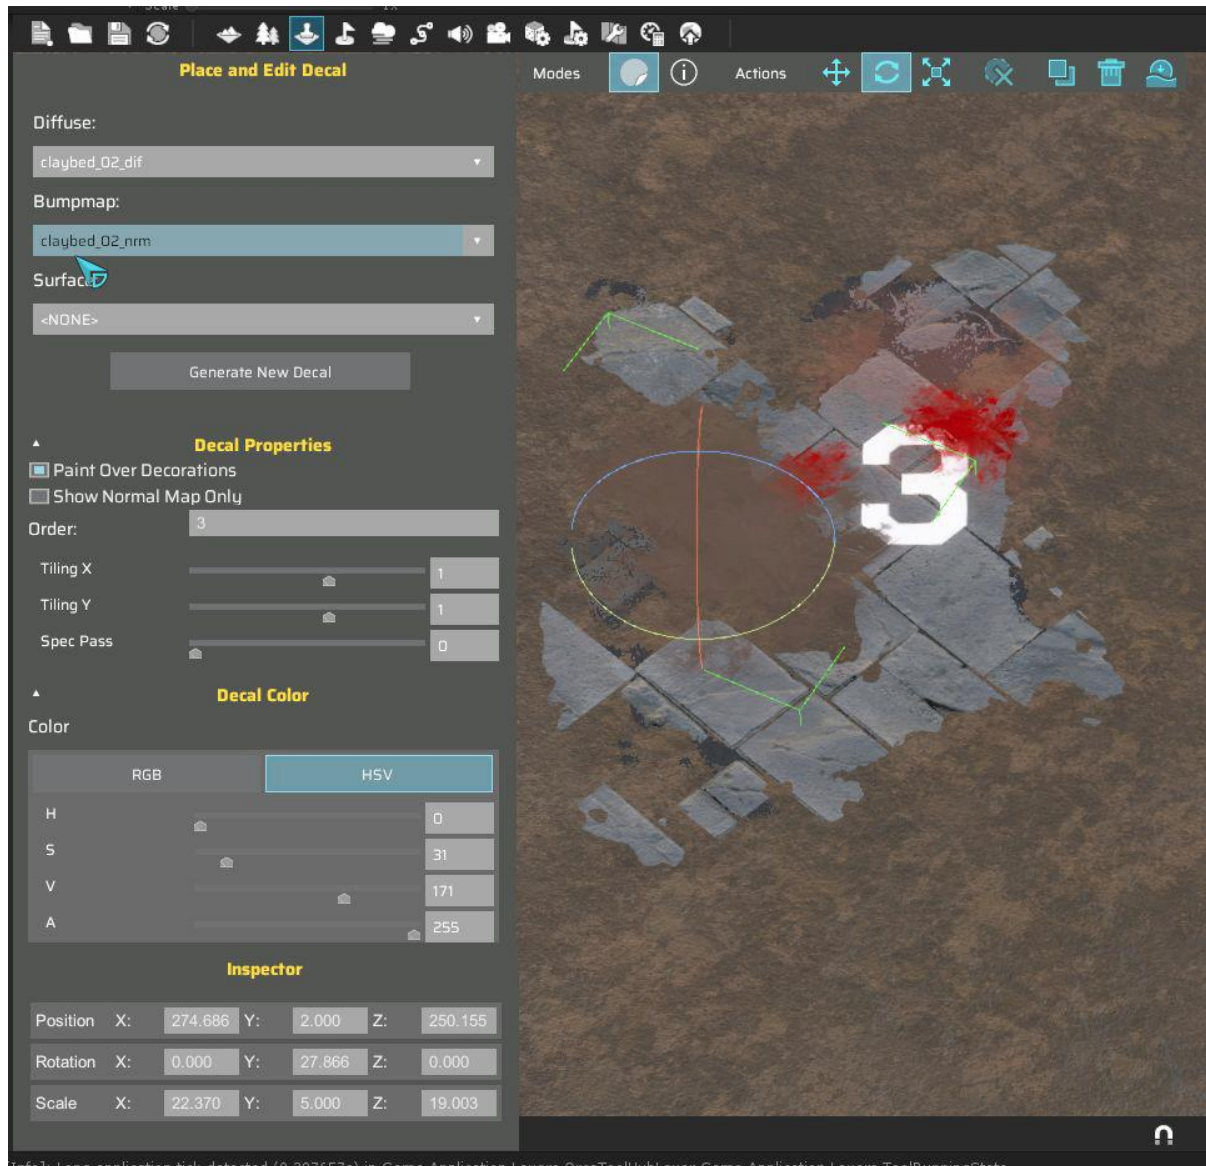 Scale
Place and Edit Decal
Modes
Actions
Diffuse:
claybed_02_dif
Bumpmap:
claybed_02_nrm
<NONE>
Generate New Decal
3
Decal Properties
Paint Over Decorations
Show Normal Map Only
Order: 3
Tiling X 1
Tiling Y 1
Spec Pass 0
Decal Color
Color
RGB HSV
H 0
S 31
V 171
A 255
Inspector
Position X: 274.686 Y: 2.000 Z: 250.155
Rotation X: 0.000 Y: 27.866 Z: 0.000
Scale X: 22.370 Y: 5.000 Z: 19.003